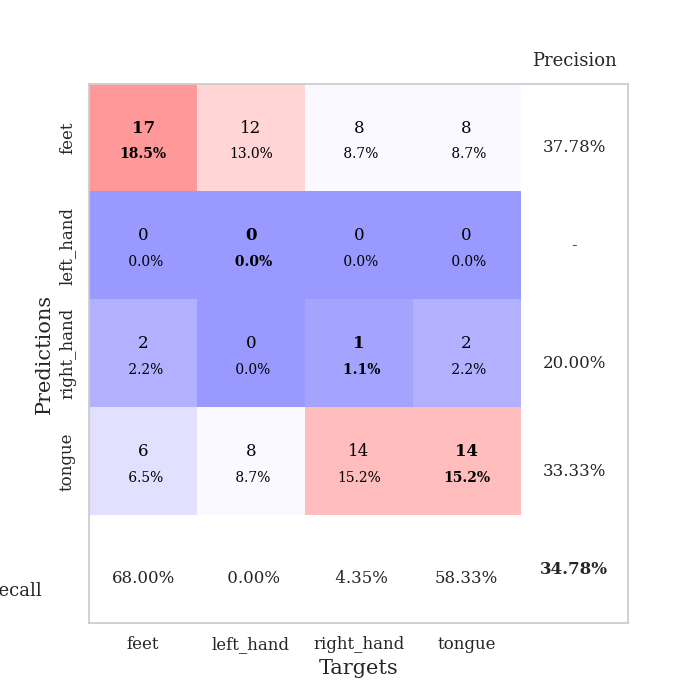 Precision
feet 17 12 8 8 37.78%
18.5% 13.0% 8.7% 8.7%
left_hand 0 0 0 0 -
0.0% 0.0% 0.0% 0.0%
Predictions
right_hand 2 0 1 2 20.00%
2.2% 0.0% 1.1% 2.2%
tongue 6 8 14 14 33.33%
6.5% 8.7% 15.2% 15.2%
ecall 68.00% 0.00% 4.35% 58.33% 34.78%
feet left_hand right_hand tongue
Targets